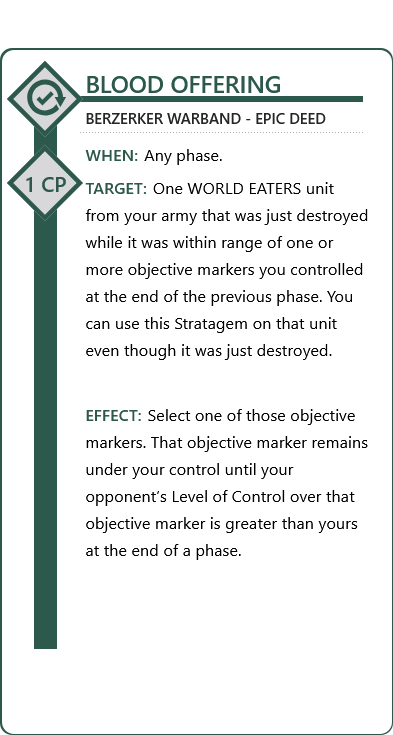 BLOOD OFFERING
BERZERKER WARBAND - EPIC DEED
WHEN: Any phase.
1 CP
TARGET: One WORLD EATERS unit
from your army that was just destroyed
while it was within range of one or
more objective markers you controlled
at the end of the previous phase. You
can use this Stratagem on that unit
even though it was just destroyed.
EFFECT: Select one of those objective
markers. That objective marker remains
under your control until your
opponent’s Level of Control over that
objective marker is greater than yours
at the end of a phase.